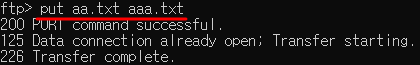 ftp> put aa.txt aaa.txt
200 PORT command successful.
125 Data connection already open; Transfer starting.
226 Transfer complete.